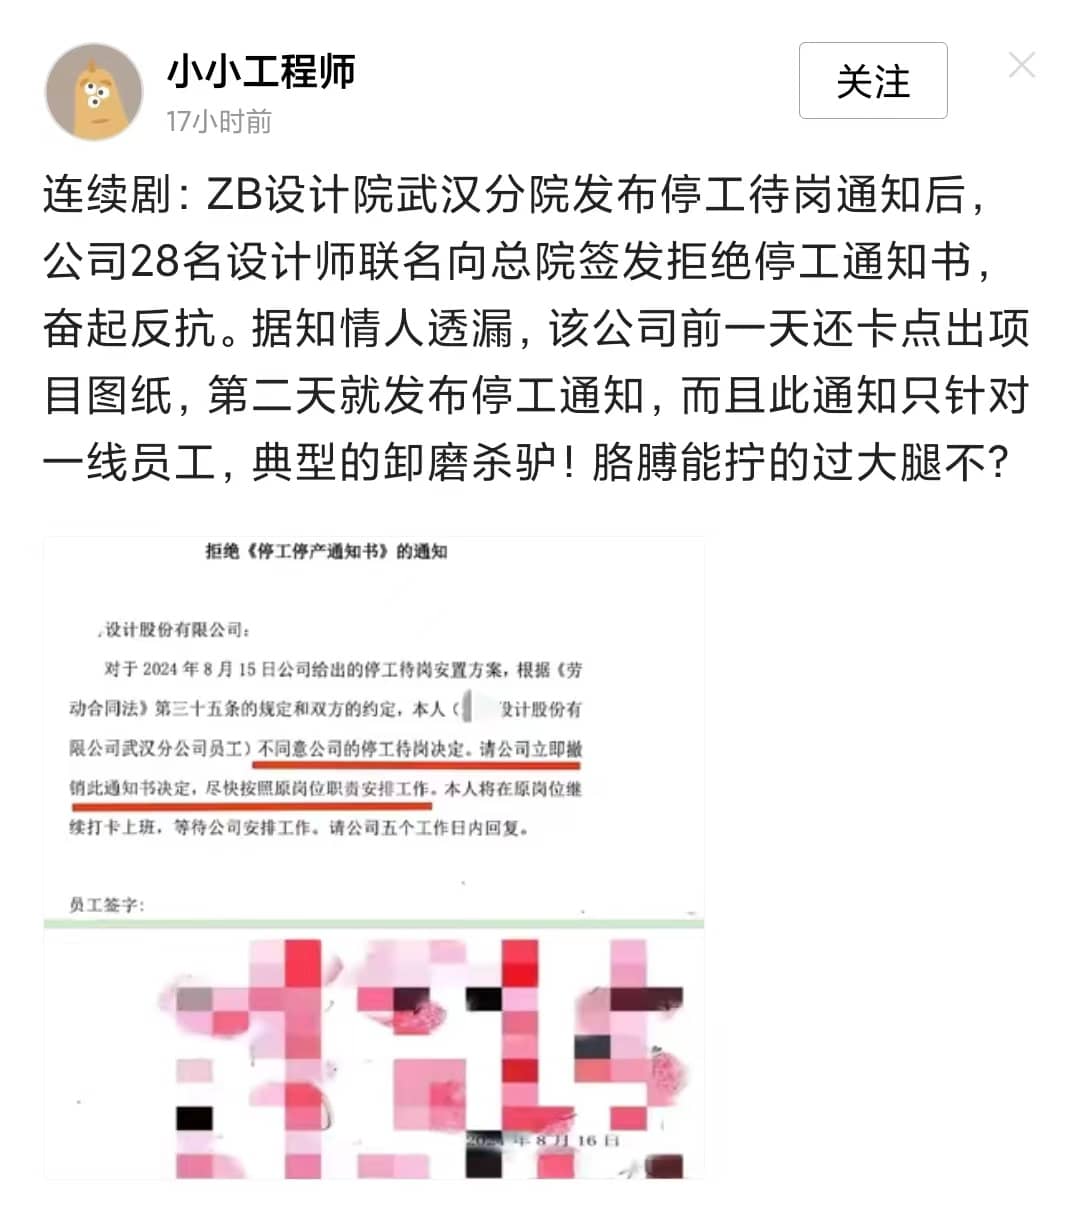 小小工程师
17小时前
关注
连续剧：ZB设计院武汉分院发布停工待岗通知后，
公司28名设计师联名向总院签发拒绝停工通知书，
奋起反抗。据知情人透漏，该公司前一天还卡点出项
目图纸，第二天就发布停工通知，而且此通知只针对
一线员工，典型的卸磨杀驴！胳膊能拧的过大腿不？
拒绝《停工停产通知书》的通知
设计股份有限公司：
对于2024年8月15日公司给出的停工待岗安置方案，根据《劳
动合同法》第三十五条的规定和双方的约定，本人（ 设计股份有
限公司武汉分公司员工）不同意公司的停工待岗决定。请公司立即撤
销此通知书决定，尽快按照原岗位职责安排工作。本人将在原岗位继
续打卡上班，等待公司安排工作。请公司五个工作日内回复。
员工签字：
2024年8月16日